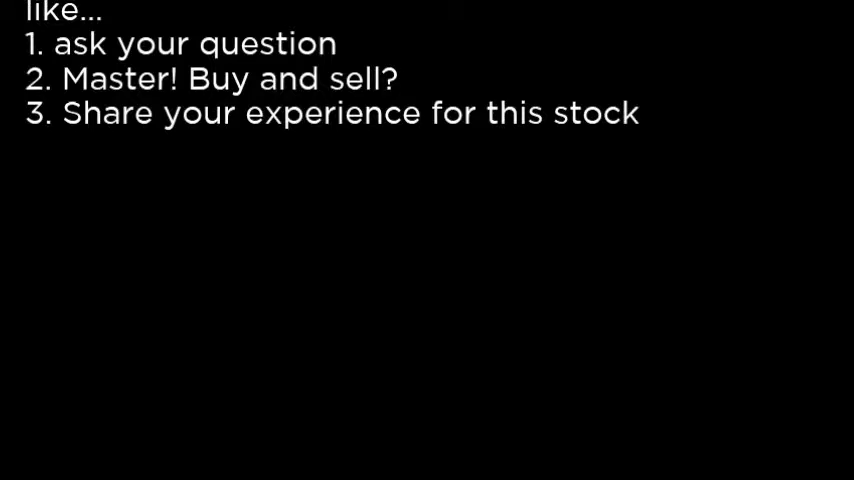 like...
1. ask your question
2. Master! Buy and sell?
3. Share your experience for this stock